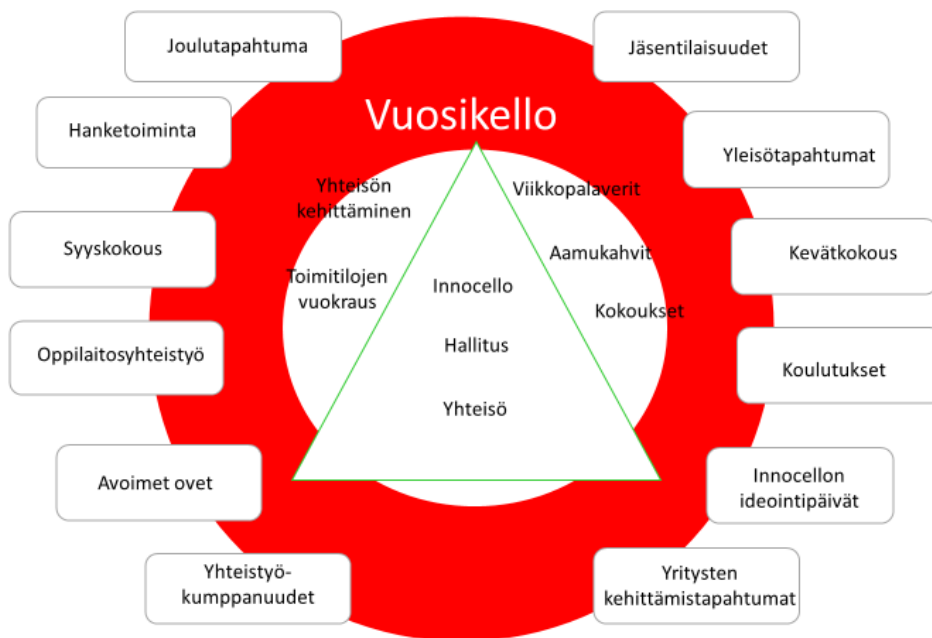 Joulutapahtuma
Jäsentilaisuudet
Vuosikello
Hanketoiminta
Yleisötapahtumat
Yhteisön
kehittäminen
Viikkopalaverit
Syyskokous
Kevätkokous
Aamukahvit
Toimitilojen
vuokraus
Innocello
Kokoukset
Oppilaitosyhteistyö
Hallitus
Koulutukset
Yhteisö
Avoimet ovet
Innocellon
ideointipäivät
Yhteistyö-
kumppanuudet
Yritysten
kehittämistapahtumat